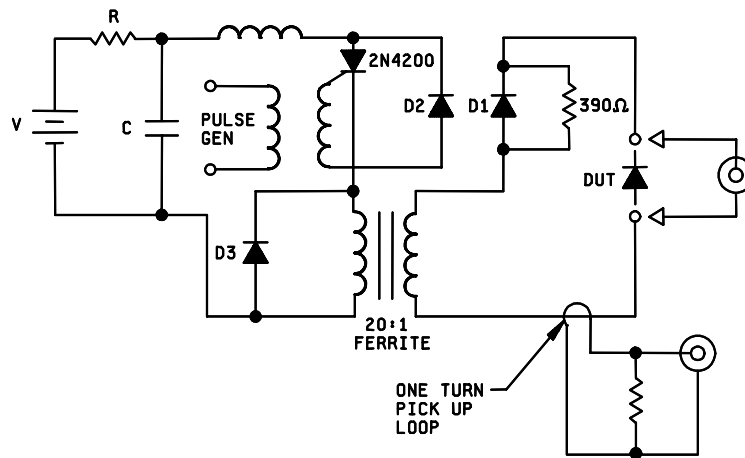 R
2N4200
V
C
PULSE
GEN
D2
D1
390Ω
DUT
D3
20:1
FERRITE
ONE TURN
PICK UP
LOOP